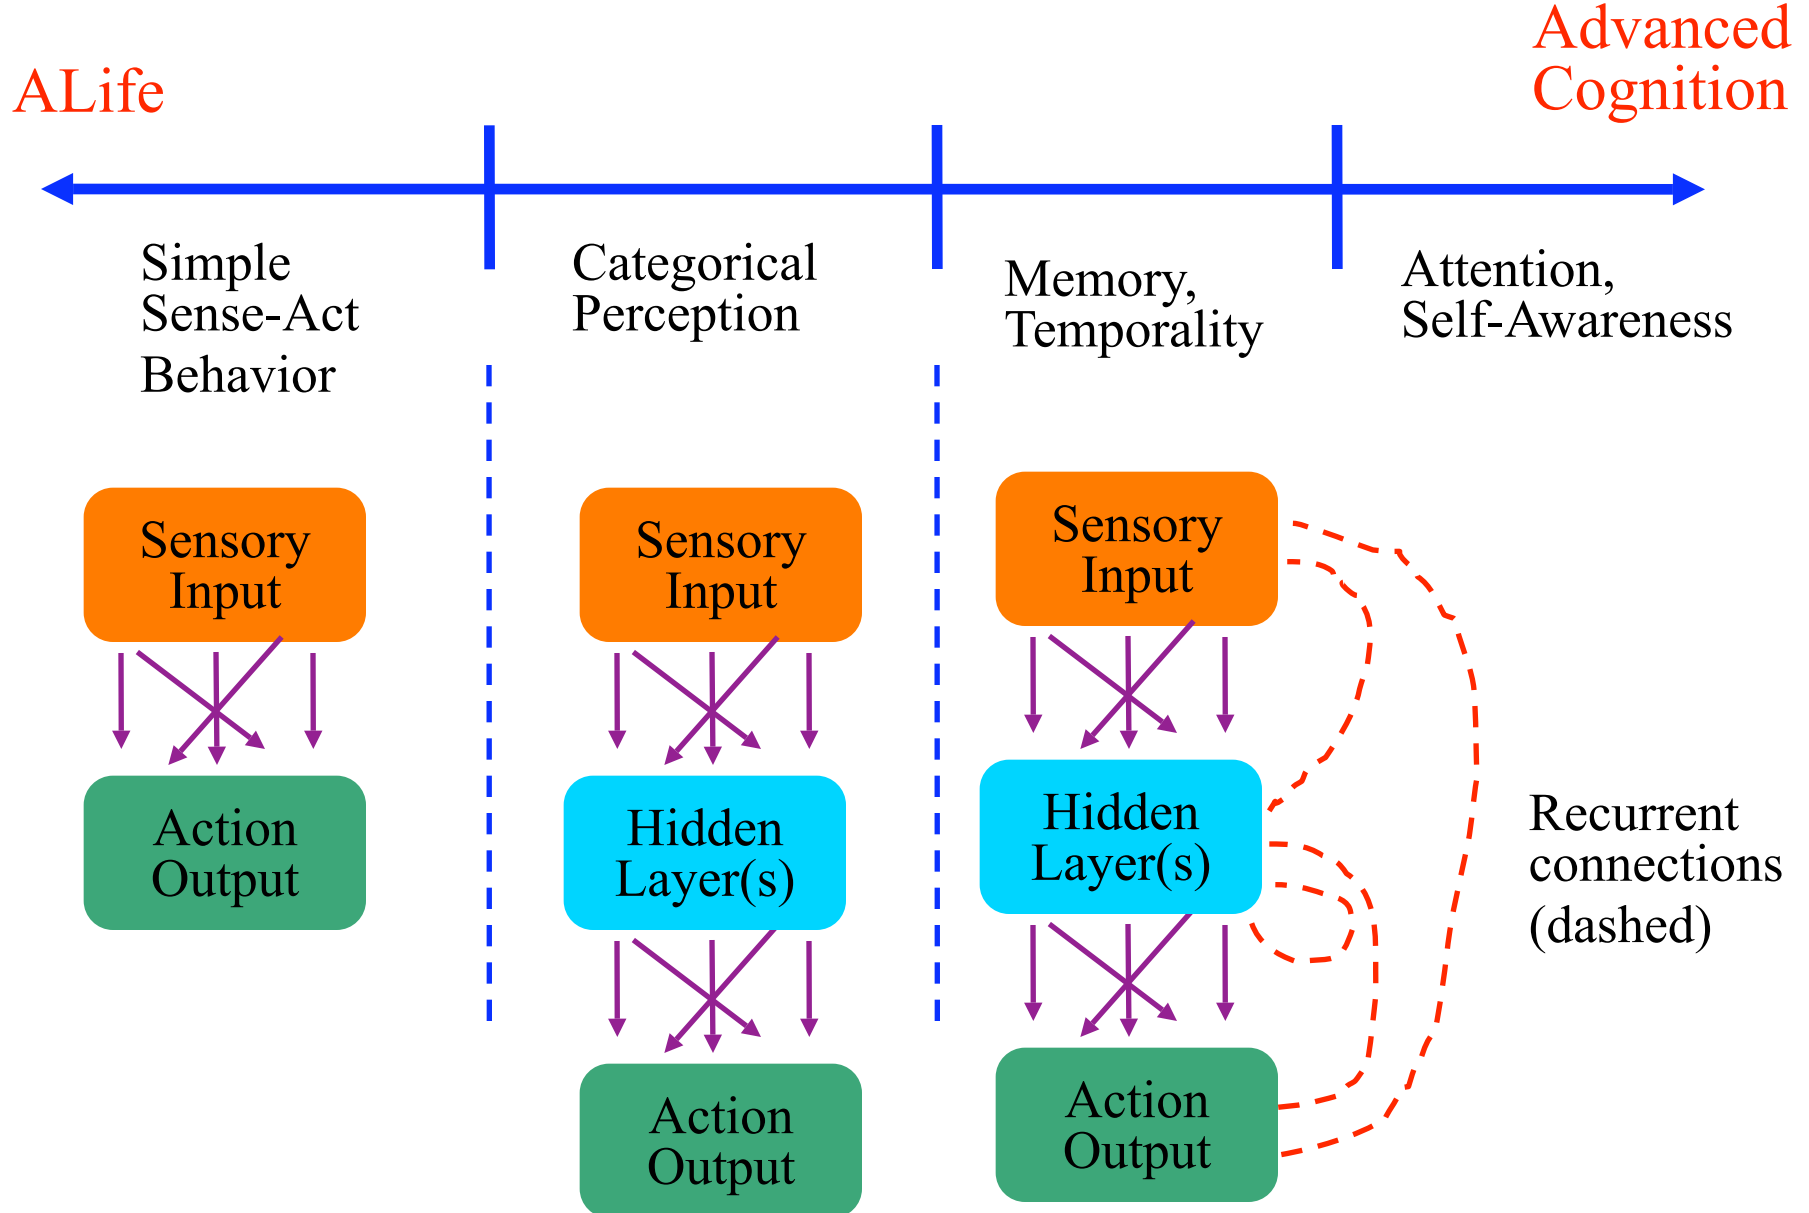 ALife
Advanced
Cognition
Simple
Sense-Act
Behavior
Categorical
Perception
Memory,
Temporality
Attention,
Self-Awareness
Sensory
Input
Action
Output
Sensory
Input
Hidden
Layer(s)
Action
Output
Sensory
Input
Hidden
Layer(s)
Action
Output
Recurrent
connections
(dashed)